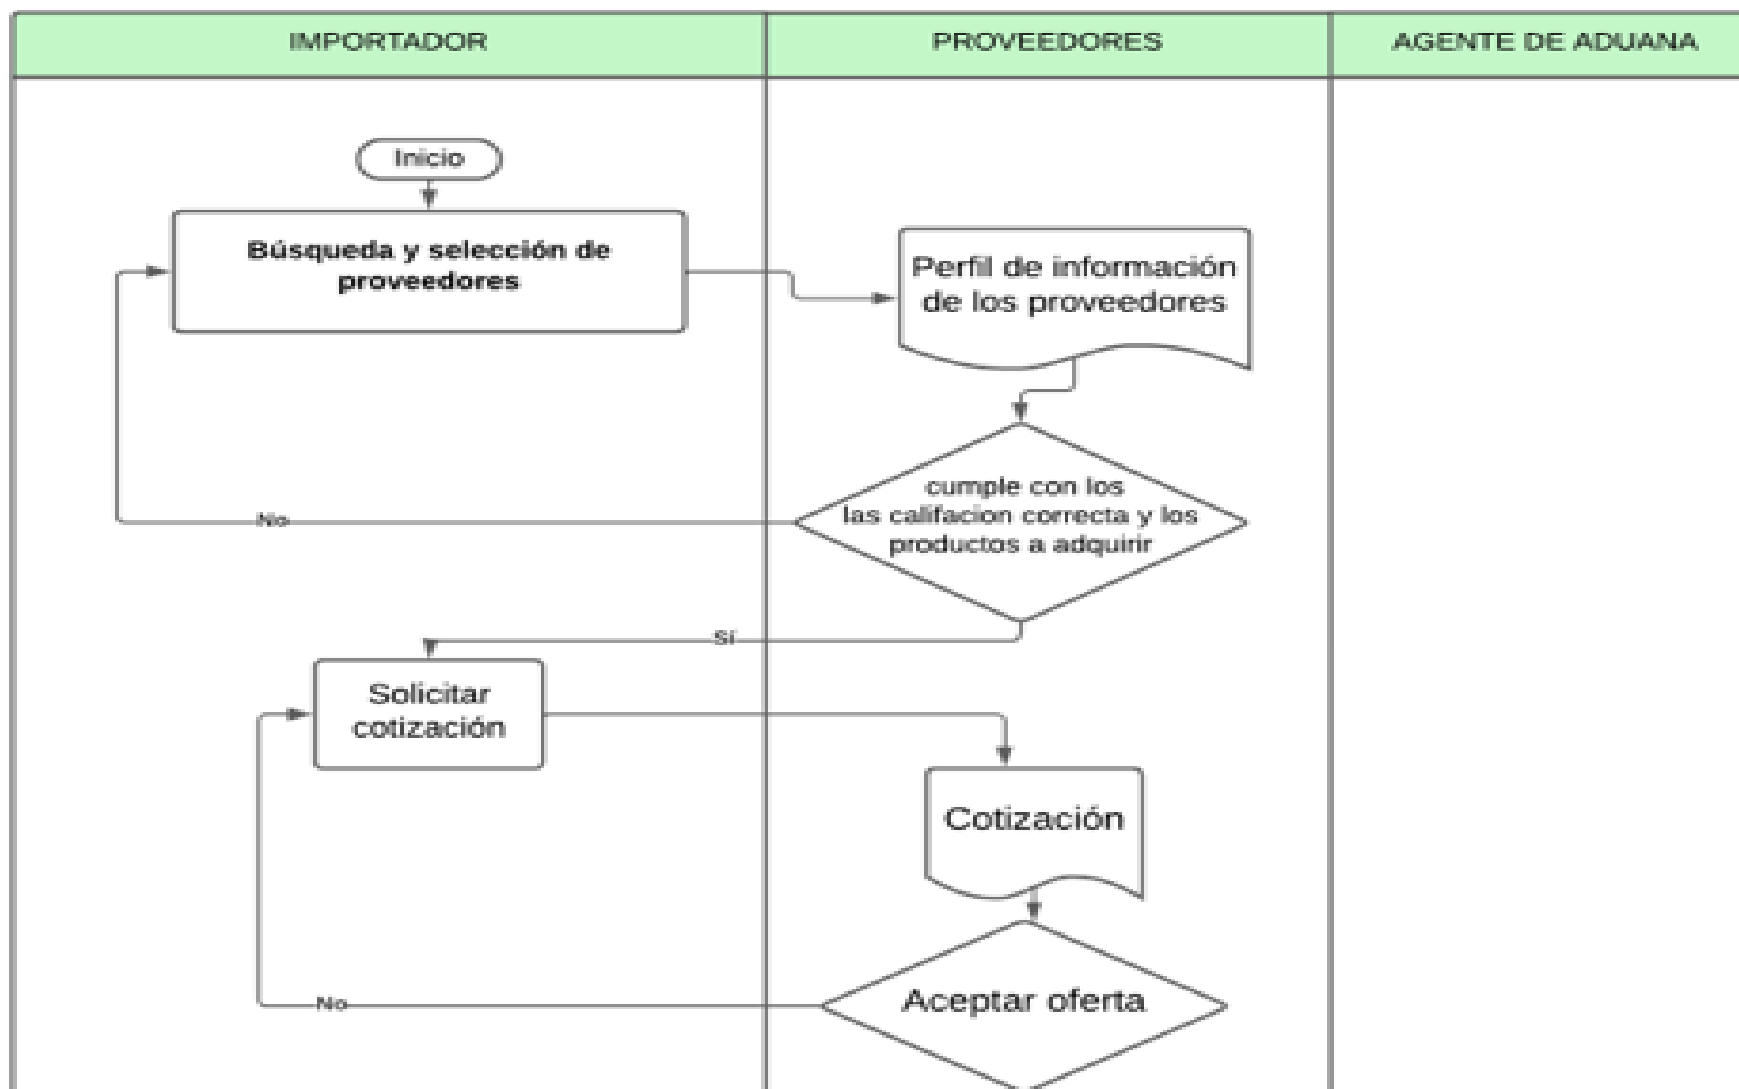 IMPORTADOR
PROVEEDORES
AGENTE DE ADUANA
Inicio
Búsqueda y selección de
proveedores
Perfil de información
de los proveedores
cumple con los
las califacion correcta y los
productos a adquirir
No
Sí
Solicitar
cotización
Cotización
Aceptar oferta
No